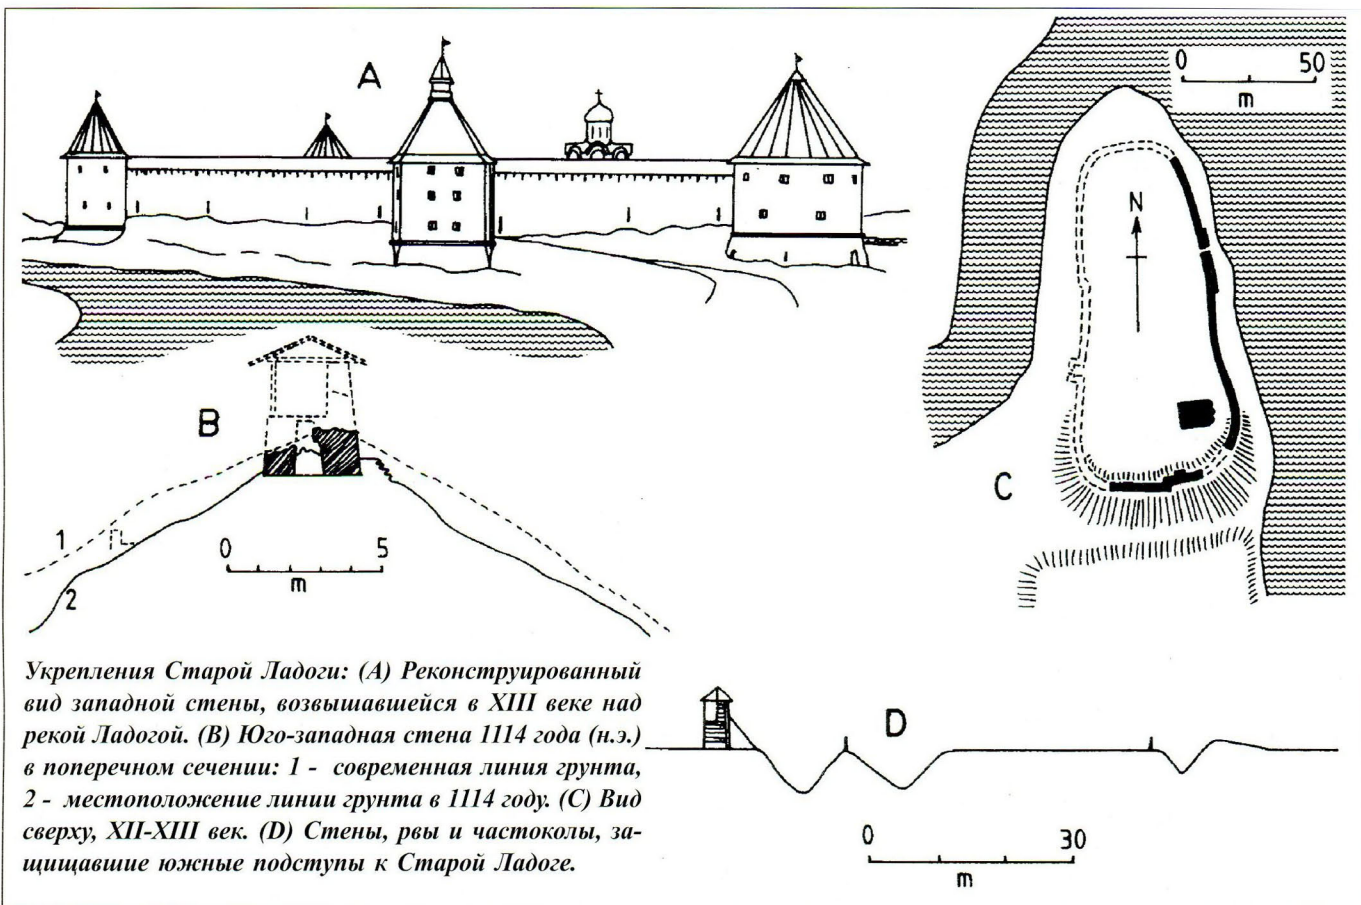 A
0 50
m
N
B
C
1
2
0 5
m
Укрепления Старой Ладоги: (А) Реконструированный
вид западной стены, возвышавшейся в XIII веке над
рекой Ладогой. (В) Юго-западная стена 1114 года (н.э.)
в поперечном сечении: 1 - современная линия грунта,
2 - местоположение линии грунта в 1114 году. (С) Вид
сверху, XII-XIII век. (D) Стены, рвы и частоколы, за-
щищавшие южные подступы к Старой Ладоге.
D
0 30
m